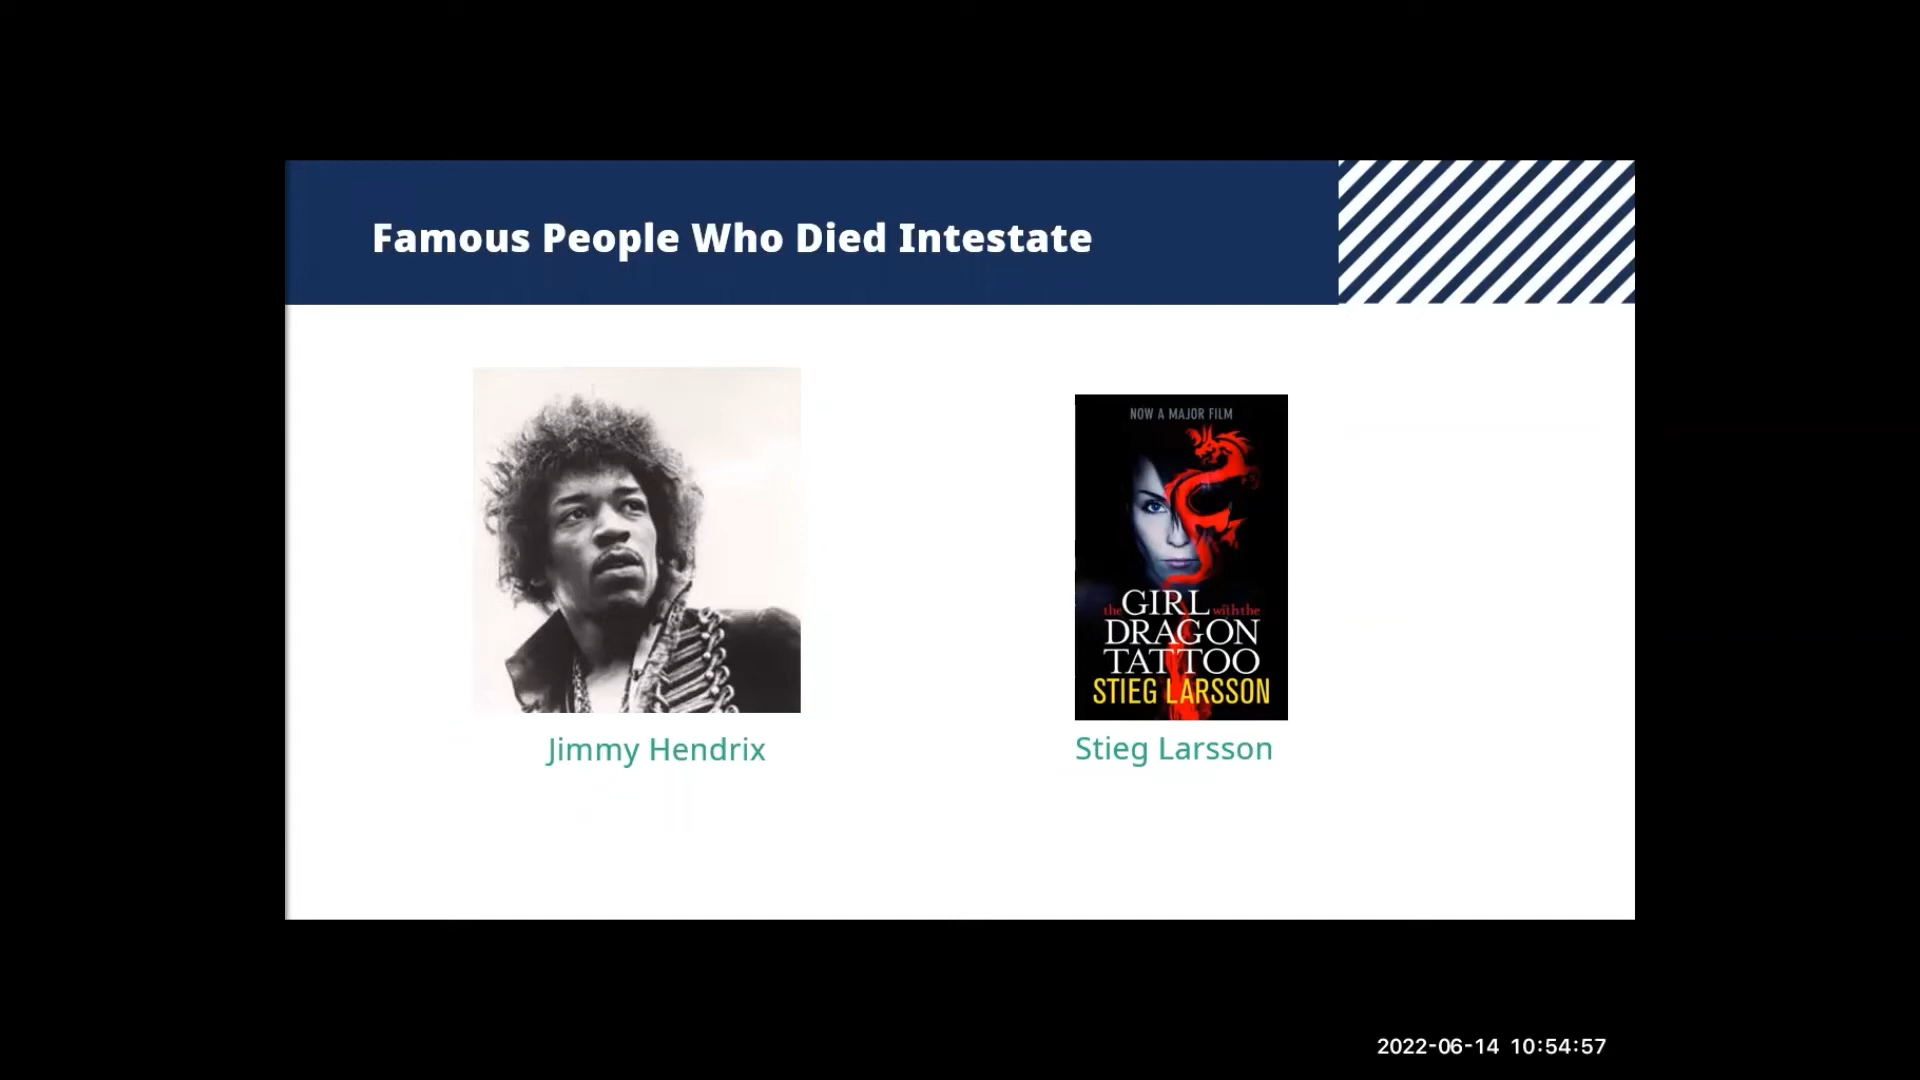 Famous People Who Died Intestate
NOW A MAJOR FILM
the GIRL with the
DRAGON
TATTOO
STIEG LARSSON
Jimmy Hendrix
Stieg Larsson
2022-06-14 10:54:57